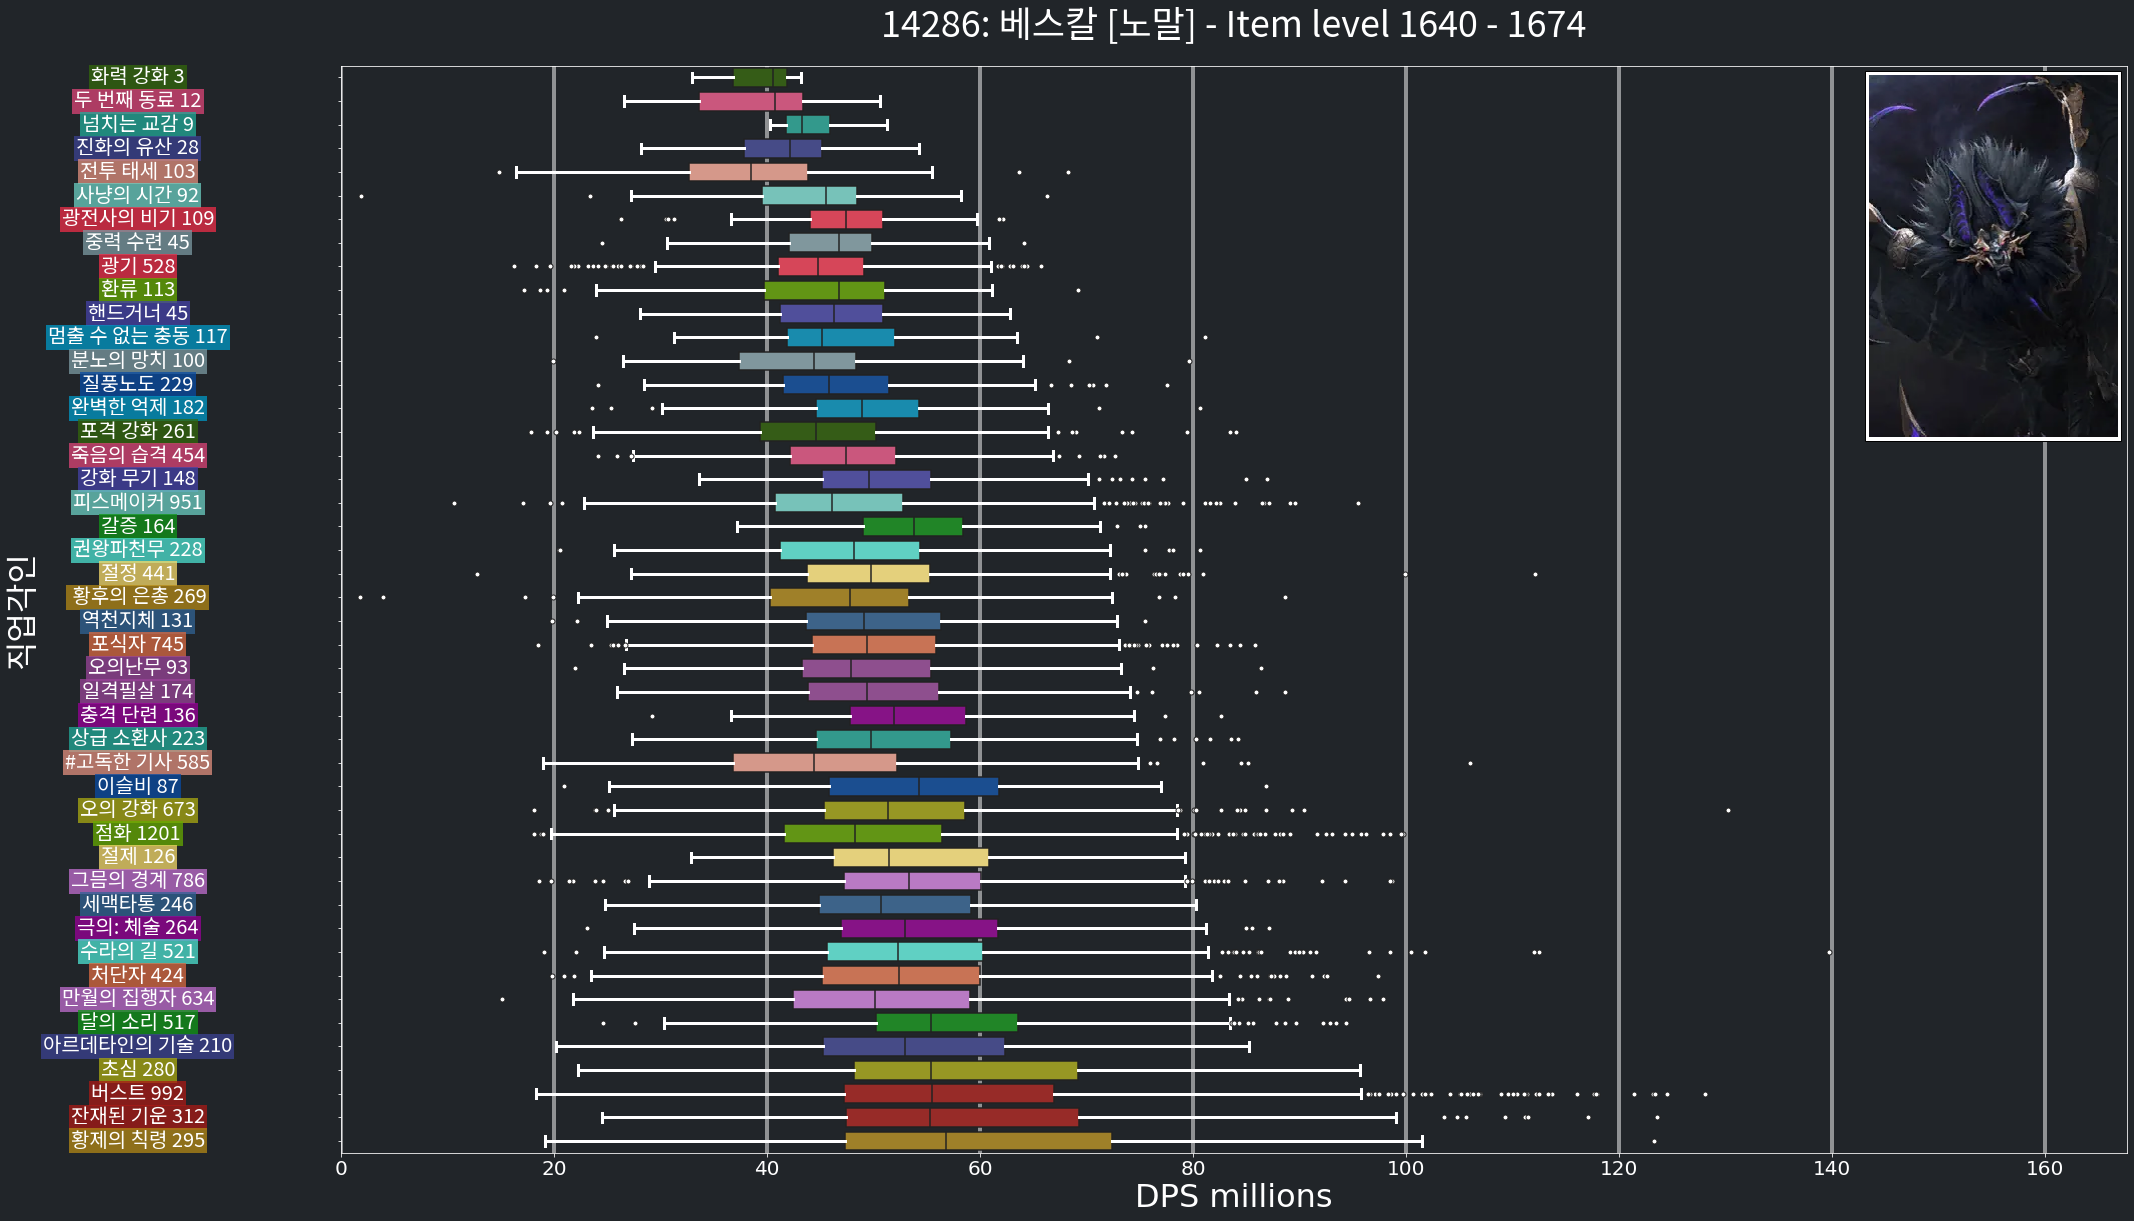 14286: 베스칼 [노말] - Item level 1640 - 1674
화력 강화 3
두 번째 동료 12
넘치는 교감 9
진화의 유산 28
전투 태세 103
사냥의 시간 92
광전사의 비기 109
중력 수련 45
광기 528
환류 113
핸드거너 45
멈출 수 없는 충동 117
분노의 망치 100
질풍노도 229
완벽한 억제 182
포격 강화 261
죽음의 습격 454
강화 무기 148
피스메이커 951
갈증 164
권왕파천무 228
절정 441
황후의 은총 269
역천지체 131
포식자 745
오의난무 93
일격필살 174
충격 단련 136
상급 소환사 223
#고독한 기사 585
이슬비 87
오의 강화 673
점화 1201
절제 126
그믐의 경계 786
세맥타통 246
극의: 체술 264
수라의 길 521
처단자 424
만월의 집행자 634
달의 소리 517
아르데타인의 기술 210
초심 280
버스트 992
잔재된 기운 312
황제의 칙령 295
직업각인
0 20 40 60 80 100 120 140 160
DPS millions